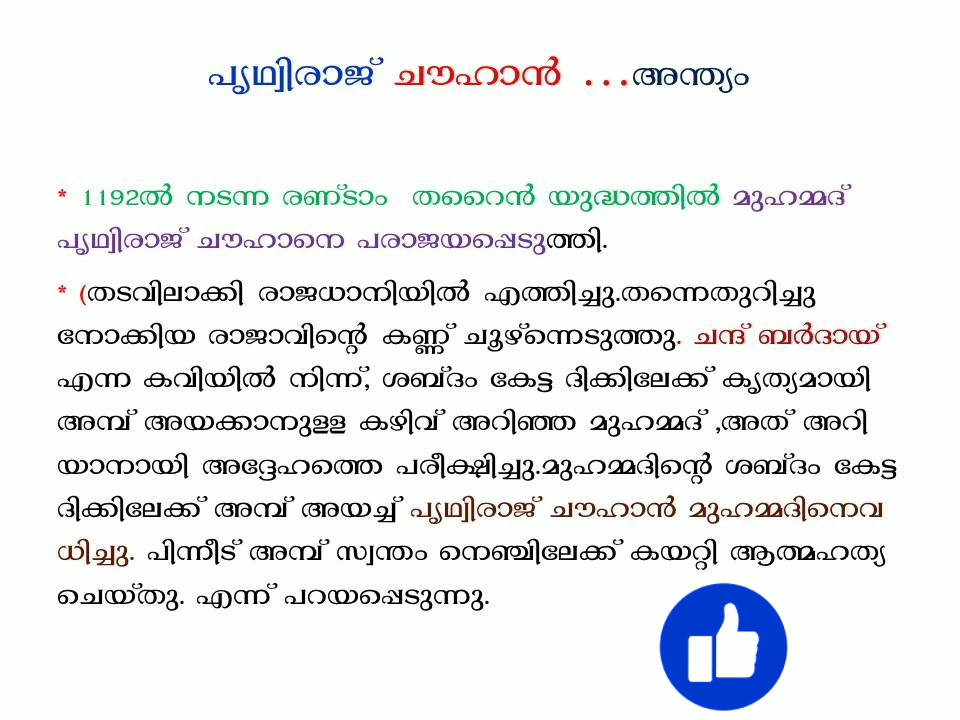 പൃഥ്വിരാജ് ചൗഹാൻ ...അന്ത്യം
* 1192ൽ നടന്ന രണ്ടാം തറൈൻ യുദ്ധത്തിൽ മുഹമ്മദ്
പൃഥ്വിരാജ് ചൗഹാനെ പരാജയപ്പെടുത്തി.
* (തടവിലാക്കി രാജധാനിയിൽ എത്തിച്ചു.തന്നെതുറിച്ചു
നോക്കിയ രാജാവിന്റെ കണ്ണ് ചൂഴ്ന്നെടുത്തു. ചന്ദ് ബർദായ്
എന്ന കവിയിൽ നിന്ന്, ശബ്ദം കേട്ട ദിക്കിലേക്ക് കൃത്യമായി
അമ്പ് അയക്കാനുളള കഴിവ് അറിഞ്ഞ മുഹമ്മദ് ,അത് അറി
യാനായി അദ്ദേഹത്തെ പരീക്ഷിച്ചു.മുഹമ്മദിന്റെ ശബ്ദം കേട്ട
ദിക്കിലേക്ക് അമ്പ് അയച്ച് പൃഥ്വിരാജ് ചൗഹാൻ മുഹമ്മദിനെവ
ധിച്ചു. പിന്നീട് അമ്പ് സ്വന്തം നെഞ്ചിലേക്ക് കയറ്റി ആത്മഹത്യ
ചെയ്തു. എന്ന് പറയപ്പെടുന്നു.